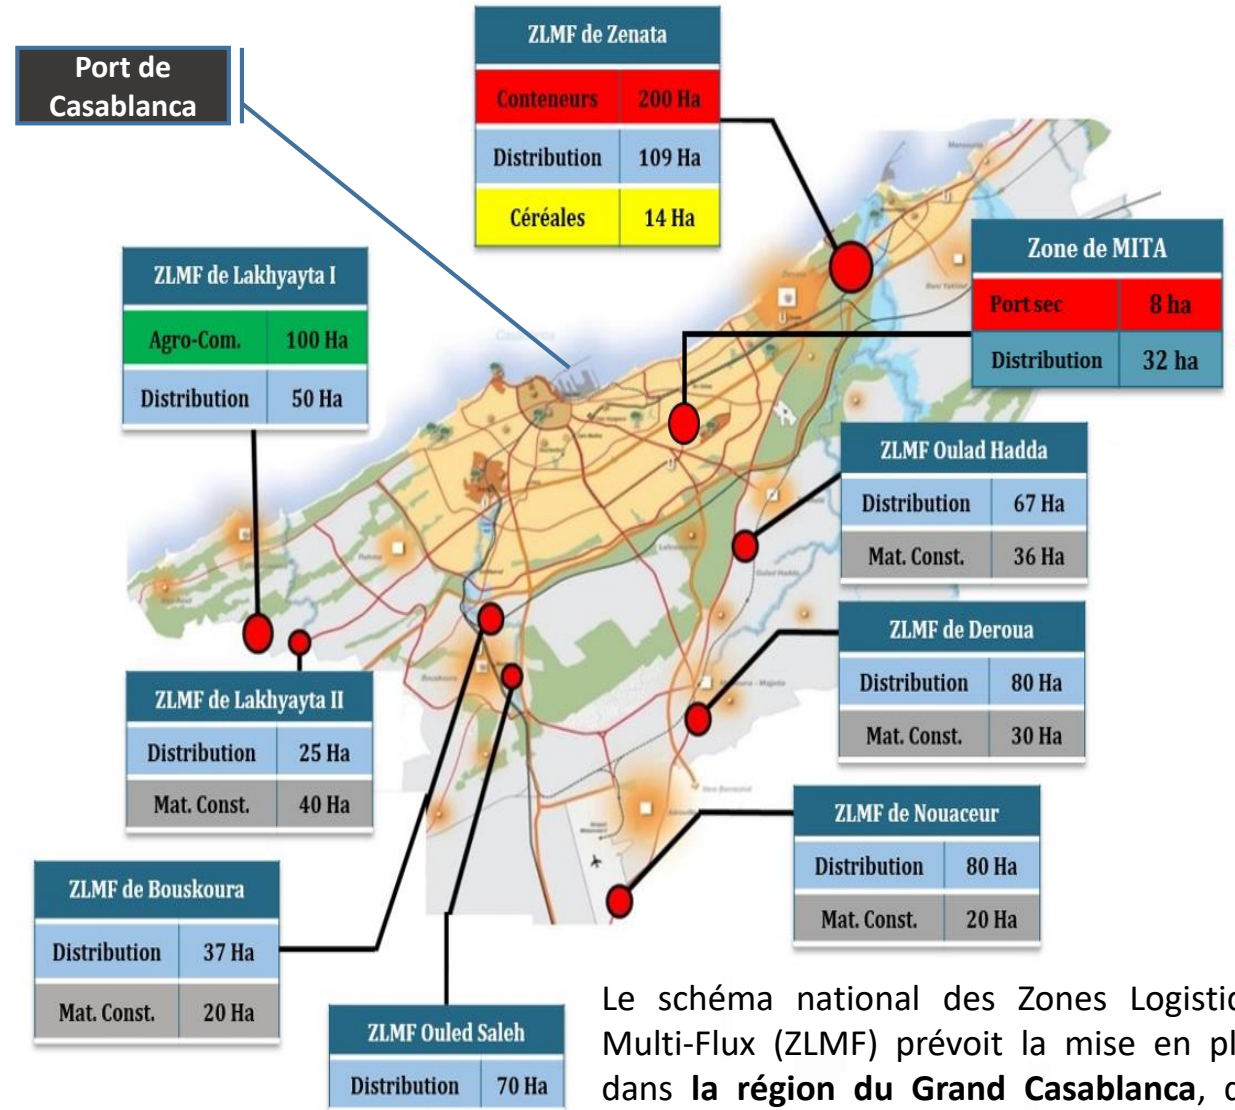 Port de
Casablanca
ZLMF de Zenata
Conteneurs 200 Ha
Distribution 109 Ha
Céréales 14 Ha
ZLMF de Lakhyayta I
Agro-Com. 100 Ha
Distribution 50 Ha
Zone de MITA
Port sec 8 ha
Distribution 32 ha
ZLMF Oulad Hadda
Distribution 67 Ha
Mat. Const. 36 Ha
ZLMF de Deroua
Distribution 80 Ha
Mat. Const. 30 Ha
ZLMF de Lakhyayta II
Distribution 25 Ha
Mat. Const. 40 Ha
ZLMF de Nouaceur
Distribution 80 Ha
Mat. Const. 20 Ha
ZLMF de Bouskoura
Distribution 37 Ha
Mat. Const. 20 Ha
ZLMF Ouled Saleh
Distribution 70 Ha
Bouskoura
Oulad Hadda
Rahma
Le schéma national des Zones Logistic
Multi-Flux (ZLMF) prévoit la mise en pl
dans la région du Grand Casablanca,